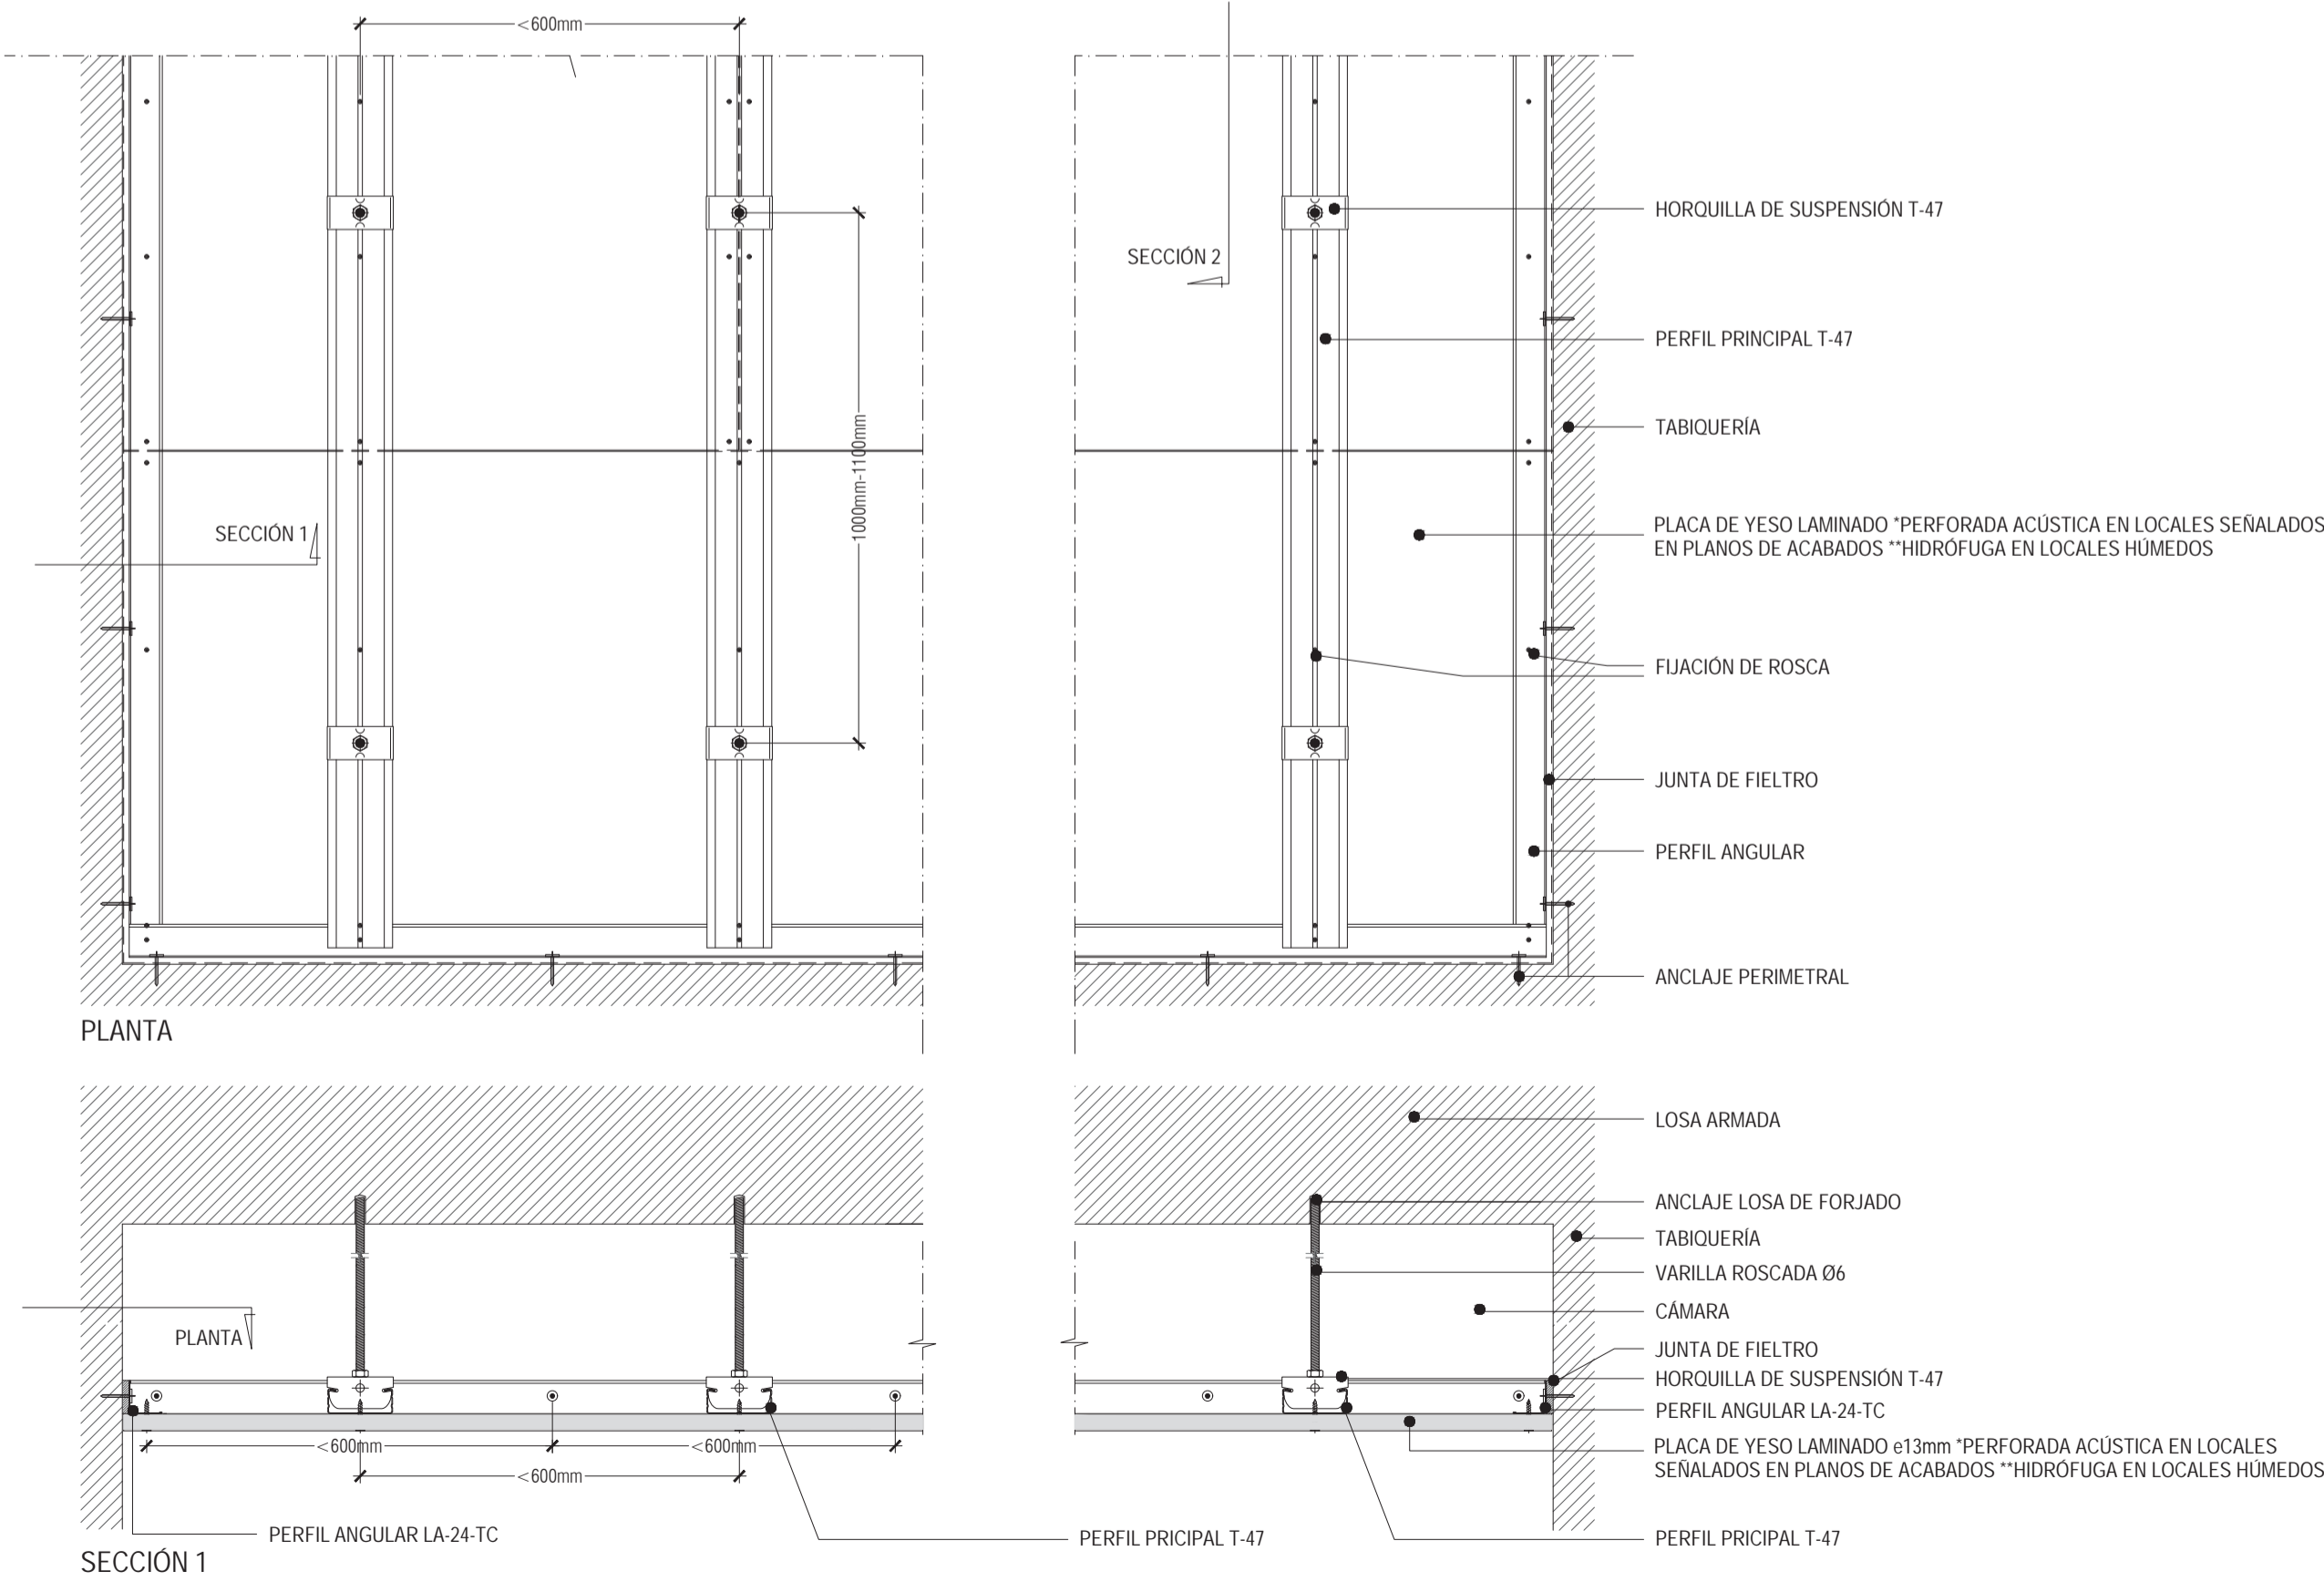 <600mm
HORQUILLA DE SUSPENSIÓN T-47
SECCIÓN 2
PERFIL PRINCIPAL T-47
TABIQUERÍA
1000mm-1100mm
SECCIÓN 1
PLACA DE YESO LAMINADO *PERFORADA ACÚSTICA EN LOCALES SEÑALADOS
EN PLANOS DE ACABADOS **HIDRÓFUGA EN LOCALES HÚMEDOS
FIJACIÓN DE ROSCA
JUNTA DE FIELTRO
PERFIL ANGULAR
ANCLAJE PERIMETRAL
PLANTA
LOSA ARMADA
ANCLAJE LOSA DE FORJADO
TABIQUERÍA
VARILLA ROSCADA Ø6
CÁMARA
PLANTA
JUNTA DE FIELTRO
HORQUILLA DE SUSPENSIÓN T-47
PERFIL ANGULAR LA-24-TC
<600mm
<600mm
PLACA DE YESO LAMINADO e13mm *PERFORADA ACÚSTICA EN LOCALES
SEÑALADOS EN PLANOS DE ACABADOS **HIDRÓFUGA EN LOCALES HÚMEDOS
<600mm
PERFIL ANGULAR LA-24-TC
PERFIL PRICIPAL T-47
PERFIL PRICIPAL T-47
SECCIÓN 1